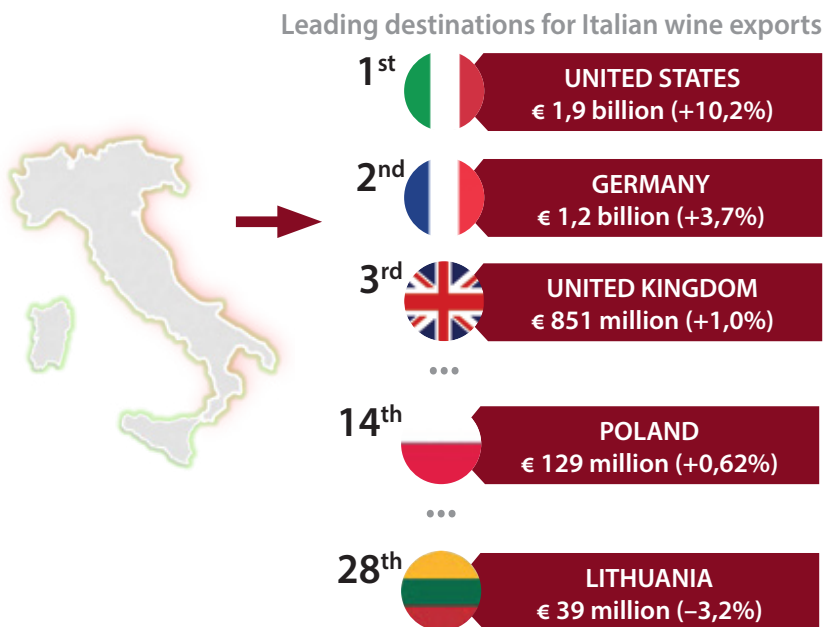 Leading destinations for Italian wine exports
1st
UNITED STATES
€ 1,9 billion (+10,2%)
2nd
GERMANY
€ 1,2 billion (+3,7%)
3rd
UNITED KINGDOM
€ 851 million (+1,0%)
...
14th
POLAND
€ 129 million (+0,62%)
...
28th
LITHUANIA
€ 39 million (–3,2%)